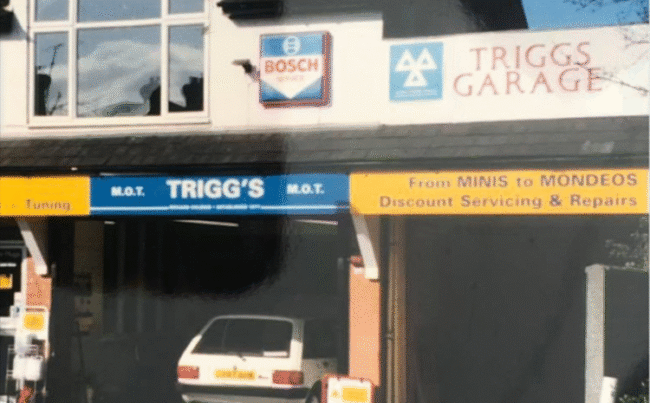 BOSCH
TRIGGS
GARAGE
Tuning
M.O.T. TRIGG'S M.O.T.
From MINIS to MONDEOS
Discount Servicing & Repairs